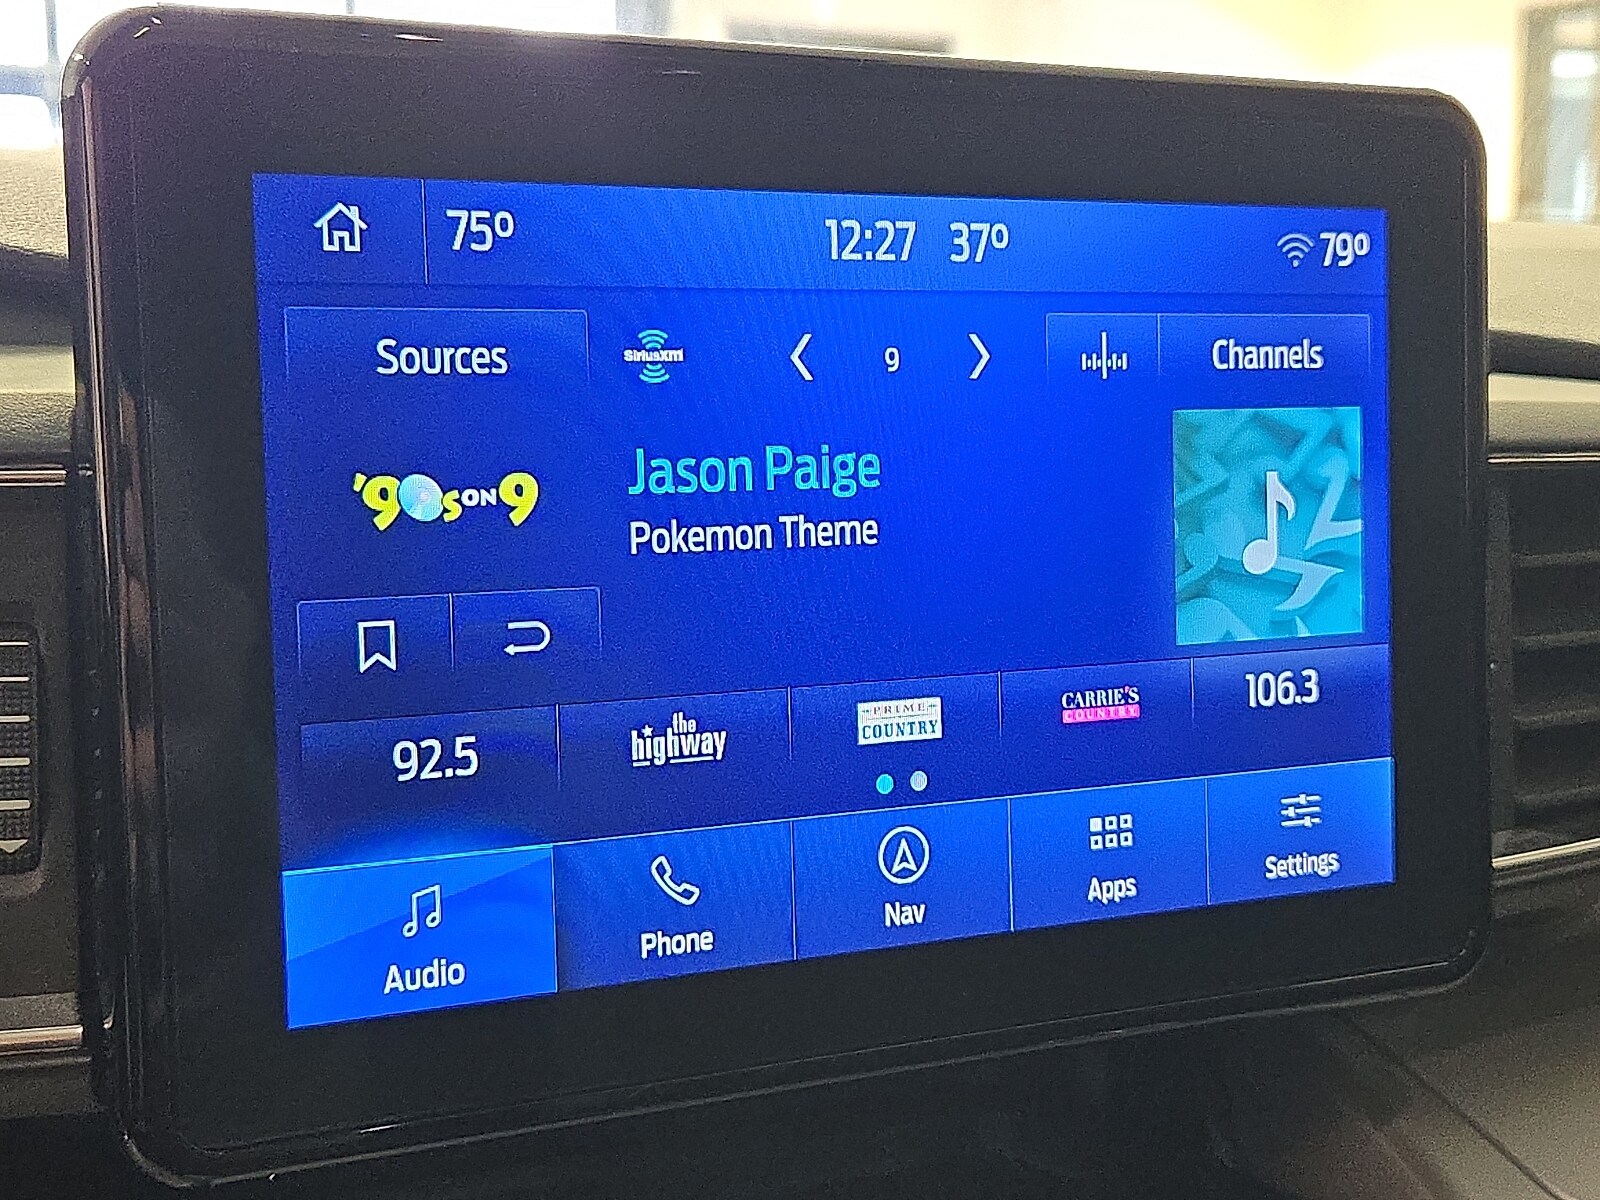 75° 12:27 37° 79°
Sources SiriusXM 9 Channels
'90s ON 9
Jason Paige
Pokemon Theme
92.5
the highway
PRIME COUNTRY
CARRIE'S COUNTRY
106.3
Audio
Phone
Nav
Apps
Settings